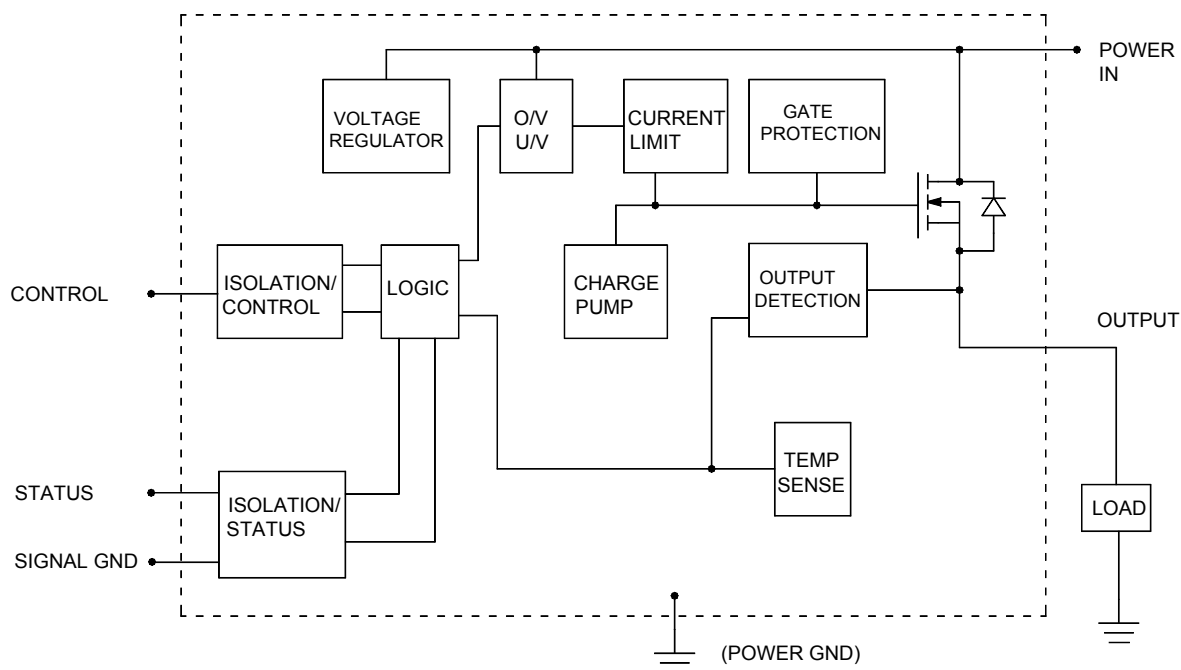 POWER
IN
VOLTAGE
REGULATOR
O/V
U/V
CURRENT
LIMIT
GATE
PROTECTION
CONTROL
ISOLATION/
CONTROL
LOGIC
CHARGE
PUMP
OUTPUT
DETECTION
OUTPUT
STATUS
ISOLATION/
STATUS
SIGNAL GND
TEMP
SENSE
LOAD
(POWER GND)